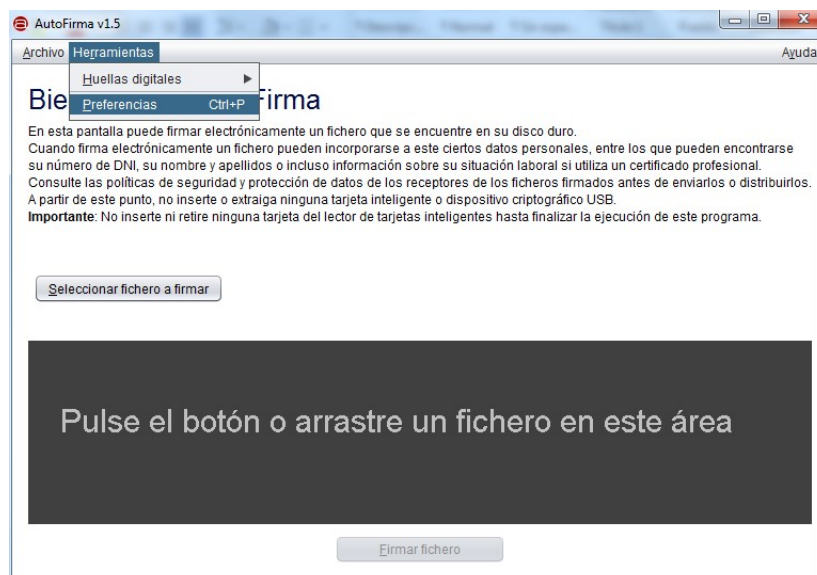 AutoFirma v1.5
Archivo Herramientas Ayuda
Huellas digitales
Preferencias Ctrl+P
Bie Firma
En esta pantalla puede firmar electrónicamente un fichero que se encuentre en su disco duro.
Cuando firma electrónicamente un fichero pueden incorporarse a este ciertos datos personales, entre los que pueden encontrarse
su número de DNI, su nombre y apellidos o incluso información sobre su situación laboral si utiliza un certificado profesional.
Consulte las políticas de seguridad y protección de datos de los receptores de los ficheros firmados antes de enviarlos o distribuirlos.
A partir de este punto, no inserte o extraiga ninguna tarjeta inteligente o dispositivo criptográfico USB.
Importante: No inserte ni retire ninguna tarjeta del lector de tarjetas inteligentes hasta finalizar la ejecución de este programa.
Seleccionar fichero a firmar
Pulse el botón o arrastre un fichero en este área
Firmar fichero